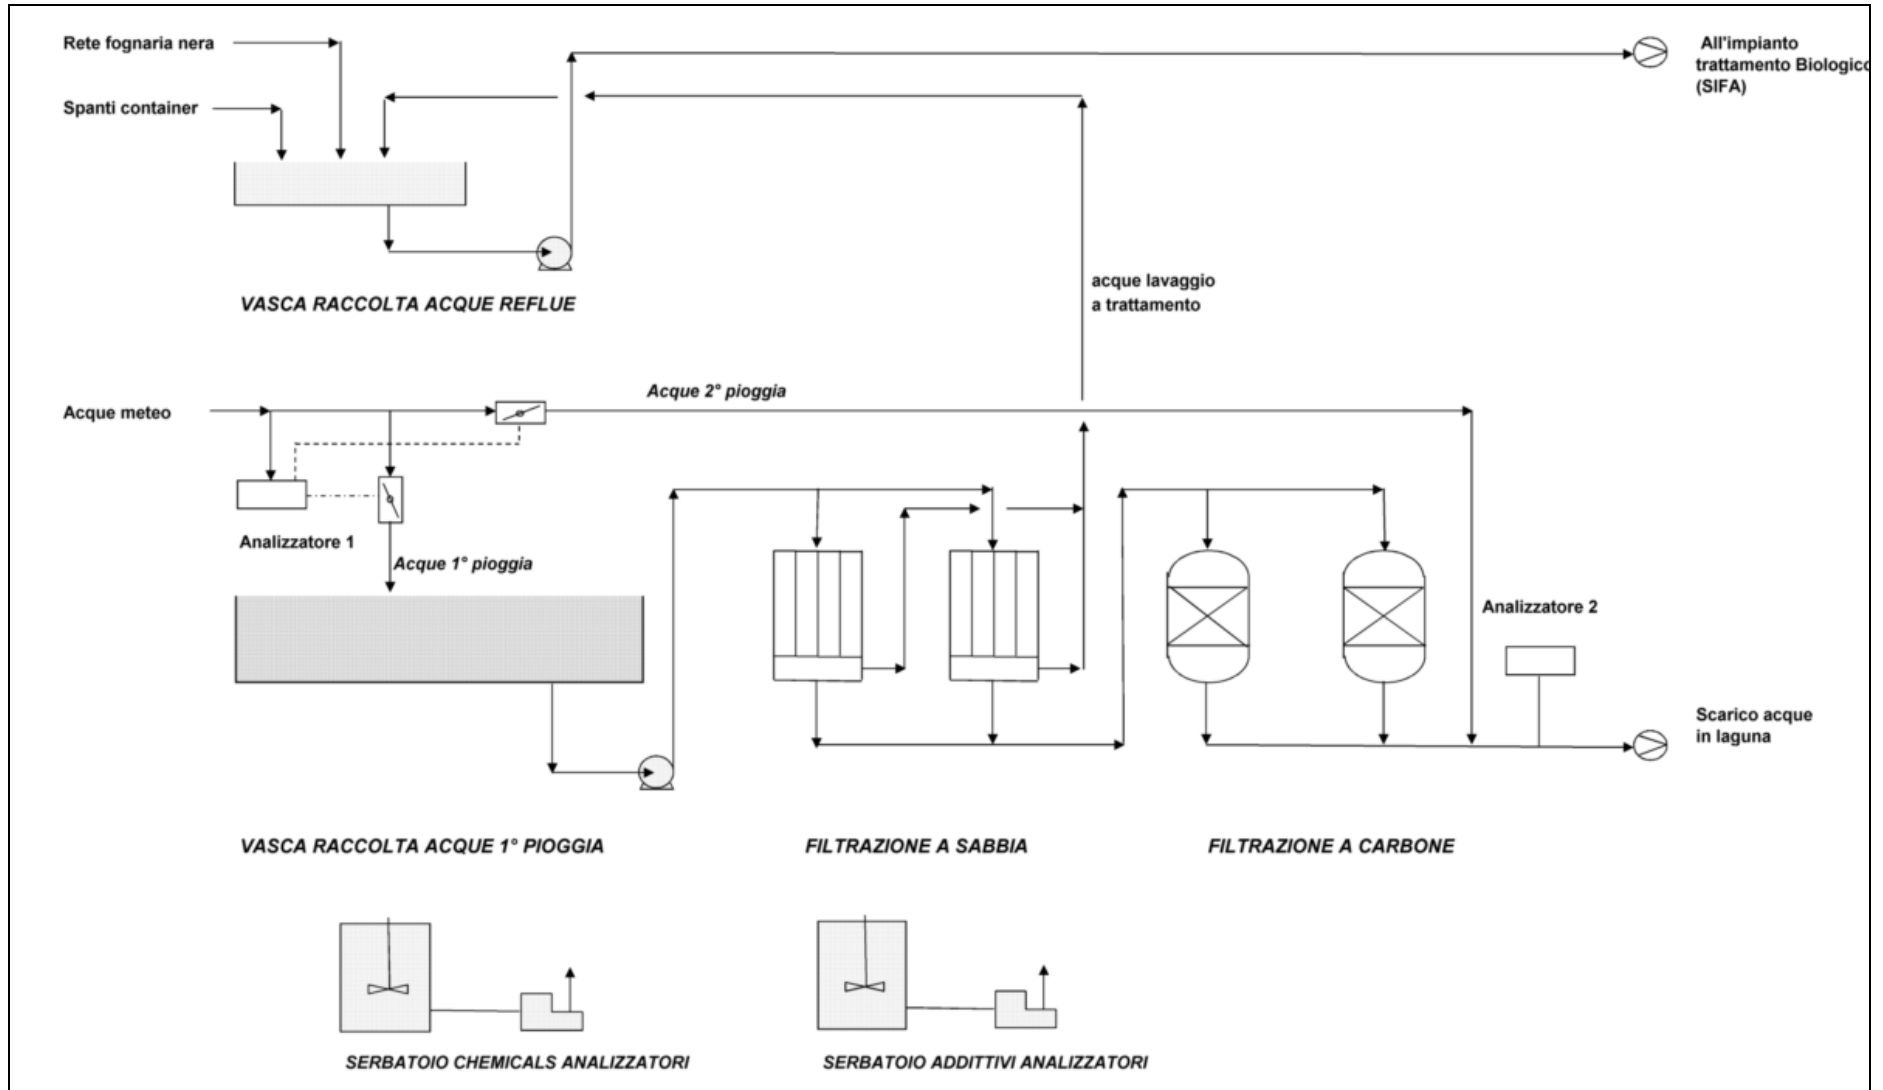 Rete fognaria nera
All'impianto
trattamento Biologico
(SIFA)
Spanti container
acque lavaggio
a trattamento
VASCA RACCOLTA ACQUE REFLUE
Acque 2° pioggia
Acque meteo
Analizzatore 1
Acque 1° pioggia
Analizzatore 2
Scarico acque
in laguna
VASCA RACCOLTA ACQUE 1° PIOGGIA
FILTRAZIONE A SABBIA
FILTRAZIONE A CARBONE
SERBATOIO CHEMICALS ANALIZZATORI
SERBATOIO ADDITTIVI ANALIZZATORI